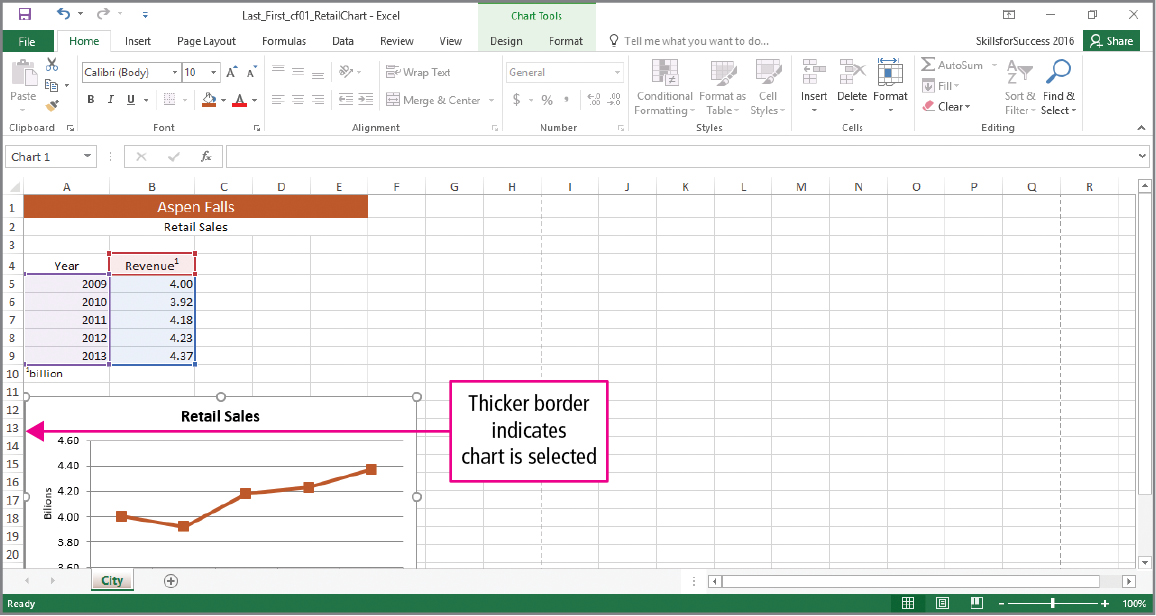 Last_First_cf01_RetailChart - Excel
Chart Tools
File Home Insert Page Layout Formulas Data Review View Design Format Tell me what you want to do... SkillsforSuccess 2016 Share
Paste
Calibri (Body) 10 A A
Wrap Text
General
AutoSum
B I U A
Merge & Center
$ % , .00
Conditional Formatting
Format as Table
Cell Styles
Insert Delete Format
Fill
Clear
Sort & Filter
Find & Select
Clipboard Font Alignment Number Styles Cells Editing
Chart 1 fx
A B C D E F G H I J K L M N O P Q R
1 Aspen Falls
2 Retail Sales
3
4 Year Revenue¹
5 2009 4.00
6 2010 3.92
7 2011 4.18
8 2012 4.23
9 2013 4.37
10 ¹billion
11
12
13
14
15
16
17
18
19
20
Retail Sales
4.60
4.40
4.20
4.00
3.80
3.60
Bilions
Thicker border
indicates
chart is selected
City
Ready 100%